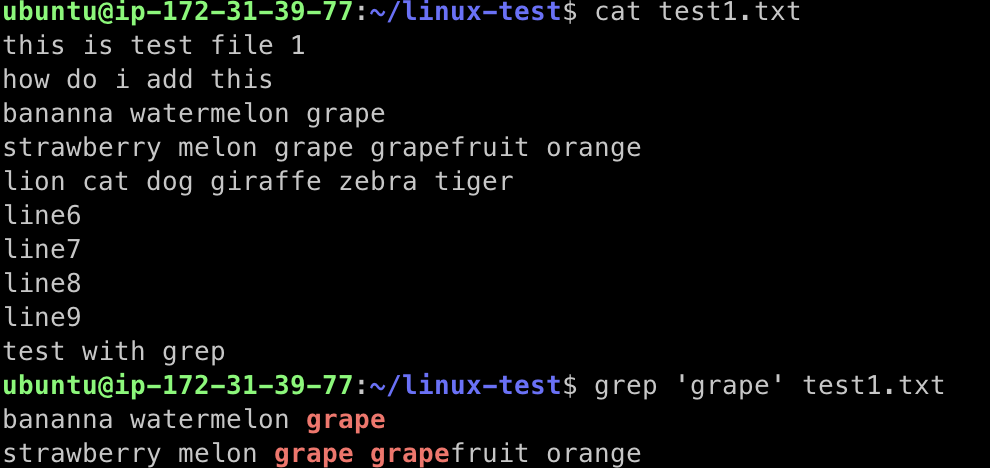 ubuntu@ip-172-31-39-77:~/linux-test$ cat test1.txt
this is test file 1
how do i add this
bananna watermelon grape
strawberry melon grape grapefruit orange
lion cat dog giraffe zebra tiger
line6
line7
line8
line9
test with grep
ubuntu@ip-172-31-39-77:~/linux-test$ grep 'grape' test1.txt
bananna watermelon grape
strawberry melon grape grapefruit orange